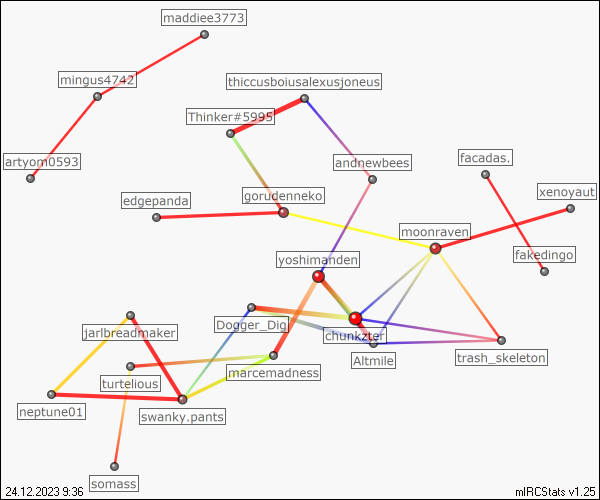 maddiee3773
mingus4742
thiccusboiusalexusjoneus
Thinker#5995
artyom0593
andnewbees
facadas.
edgepanda
gorudenneko
xenoyaut
moonraven
yoshimanden
fakedingo
Dogger_Dig
chunkzter
jarlbreadmaker
Altmile
trash_skeleton
marcemadness
turtelious
neptune01
swanky.pants
somass
24.12.2023 9:36
mIRCStats v1.25